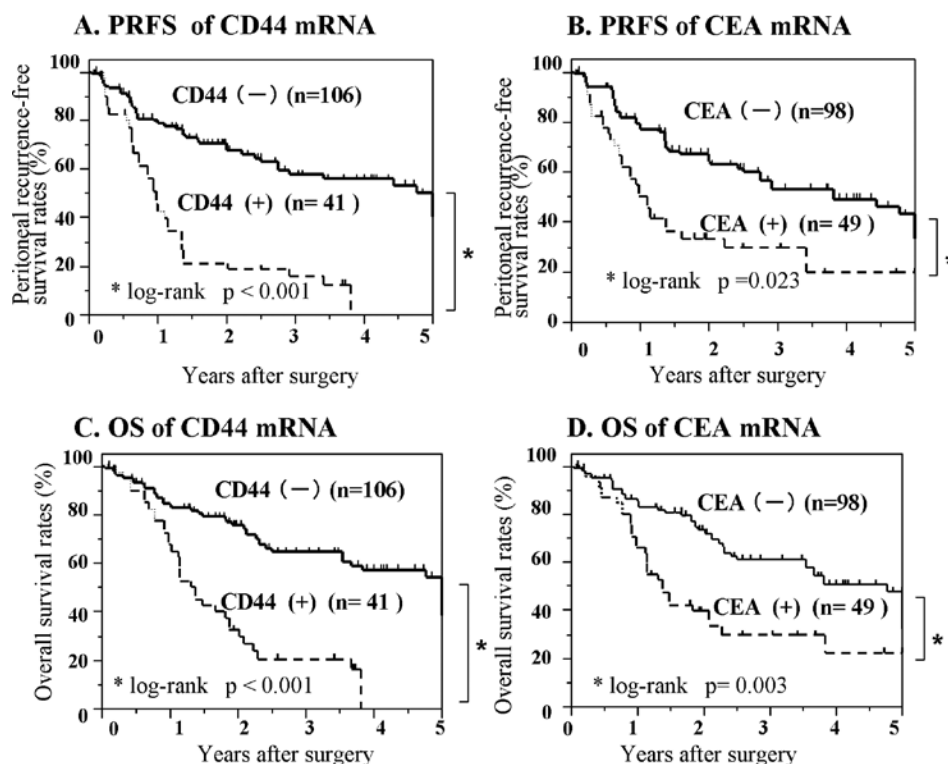 A. PRFS of CD44 mRNA
Peritoneal recurrence-free
survival rates (%)
100
80
60
40
20
0
CD44 (−) (n=106)
CD44 (+) (n= 41)
*
* log-rank p < 0.001
0 1 2 3 4 5
Years after surgery
B. PRFS of CEA mRNA
Peritoneal recurrence-free
survival rates (%)
100
80
60
40
20
0
CEA (−) (n=98)
CEA (+) (n= 49 )
*
* log-rank p =0.023
0 1 2 3 4 5
Years after surgery
C. OS of CD44 mRNA
Overall survival rates (%)
100
80
60
40
20
0
CD44 (−) (n=106)
CD44 (+) (n= 41 )
*
* log-rank p < 0.001
0 1 2 3 4 5
Years after surgery
D. OS of CEA mRNA
Overall survival rates (%)
100
80
60
40
20
0
CEA (−) (n=98)
CEA (+) (n= 49 )
*
* log-rank p= 0.003
0 1 2 3 4 5
Years after surgery